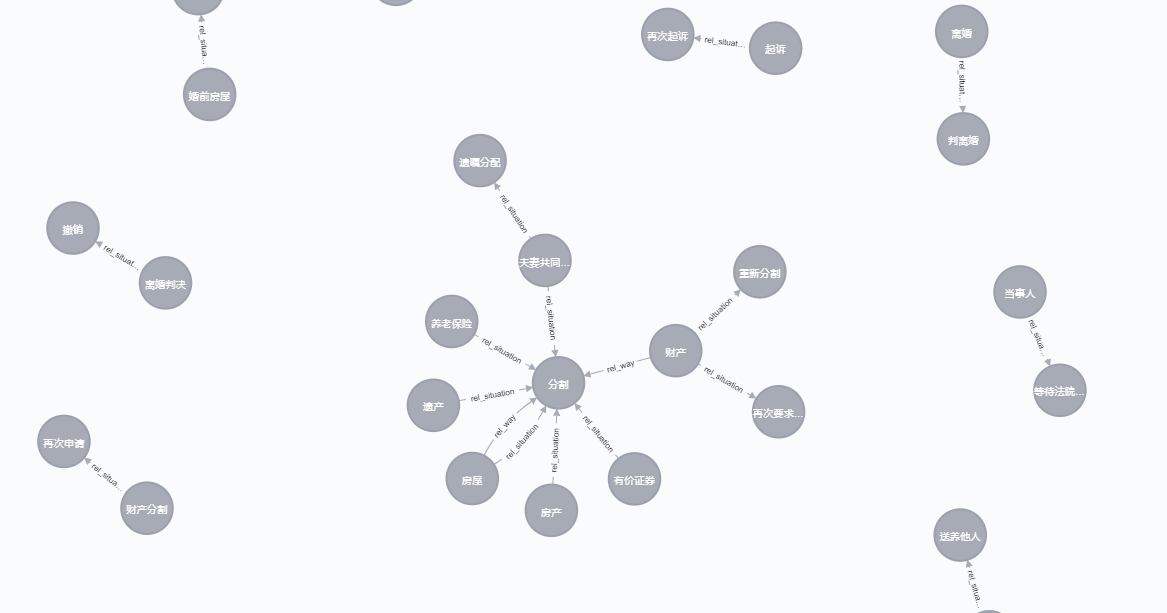 rel_situa...
婚前房屋
再次起诉
rel_situat...
起诉
离婚
rel_situat...
判离婚
遗嘱分配
rel_situation
夫妻共同...
rel_situation
撤销
rel_situat...
离婚判决
养老保险
rel_situation
重新分割
rel_situation
财产
rel_way
分割
rel_situation
再次要求...
遗产
rel_situation
rel_way
rel_situation
房屋
rel_situation
房产
rel_situation
有价证券
当事人
rel_situa...
等待法院...
再次申请
rel_situa...
财产分割
送养他人
rel_situa...